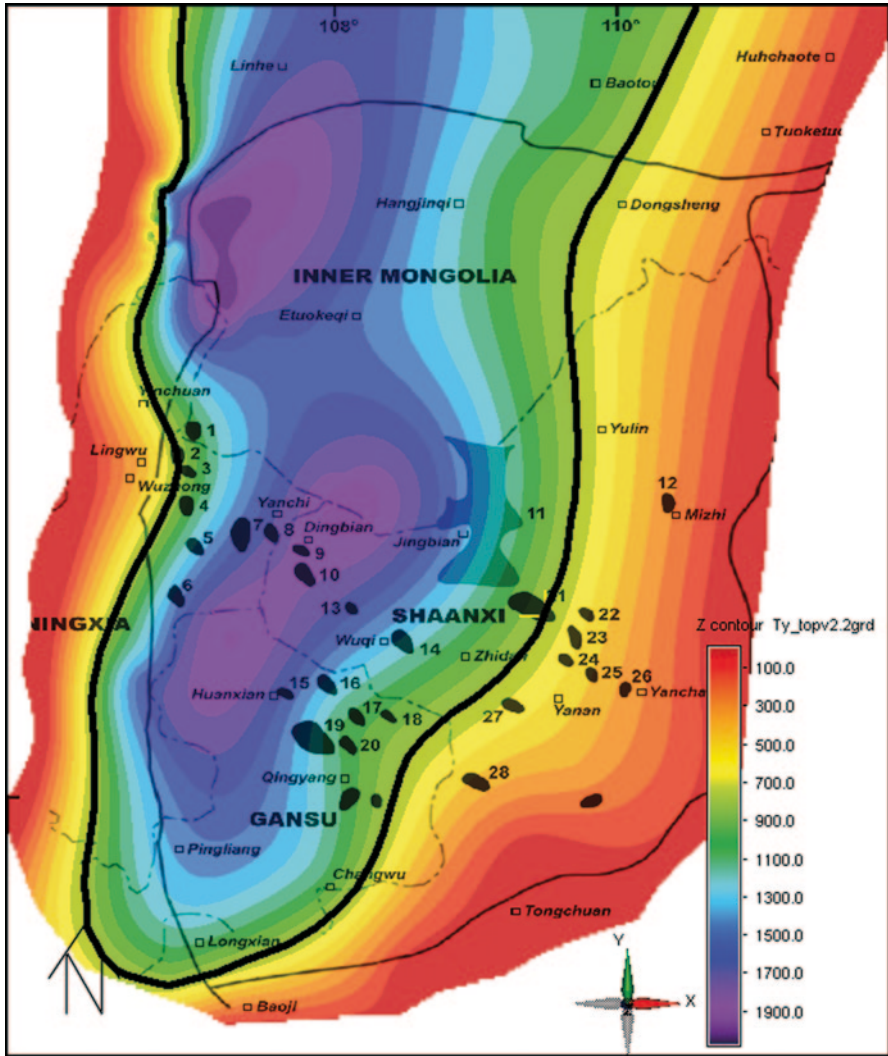 108°
110°
Linhe
Huhchaote
Baotou
Tuoketuo
Hangjinqi
Dongsheng
INNER MONGOLIA
Etuokeqi
Yinchuan
1
Yulin
Lingwu
2
3
Wuzhong
12
4
Yanchi
7
8
11
Mizhi
Dingbian
Jingbian
5
9
10
6
13
SHAANXI
22
NINGXIA
Wuqi
23
Z contour Ty_topv2.2grd
14
Zhidan
24
100.0
15
16
25
26
Huanxian
Yancha
300.0
17
18
27
Yanan
19
500.0
20
28
Qingyang
700.0
GANSU
900.0
Pingliang
1100.0
Changwu
Tongchuan
1300.0
Longxian
Y
1500.0
N
1700.0
X
Z
Baoji
1900.0